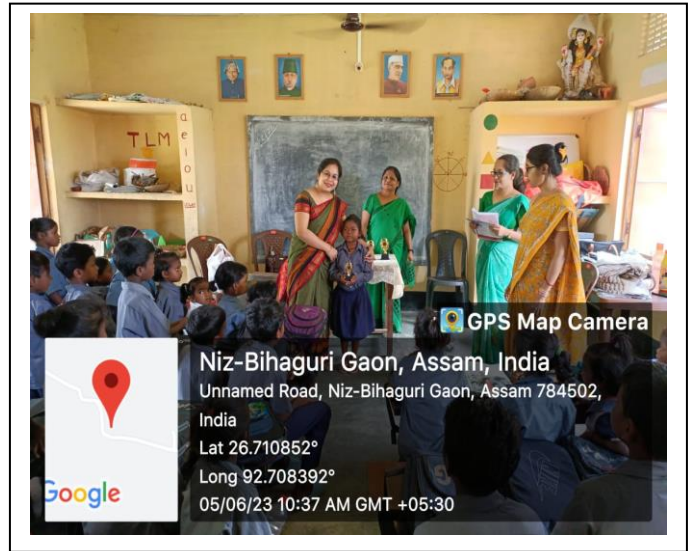 TLM
a
e
i
o
u
GPS Map Camera
Niz-Bihaguri Gaon, Assam, India
Unnamed Road, Niz-Bihaguri Gaon, Assam 784502,
India
Lat 26.710852°
Long 92.708392°
05/06/23 10:37 AM GMT +05:30
Google